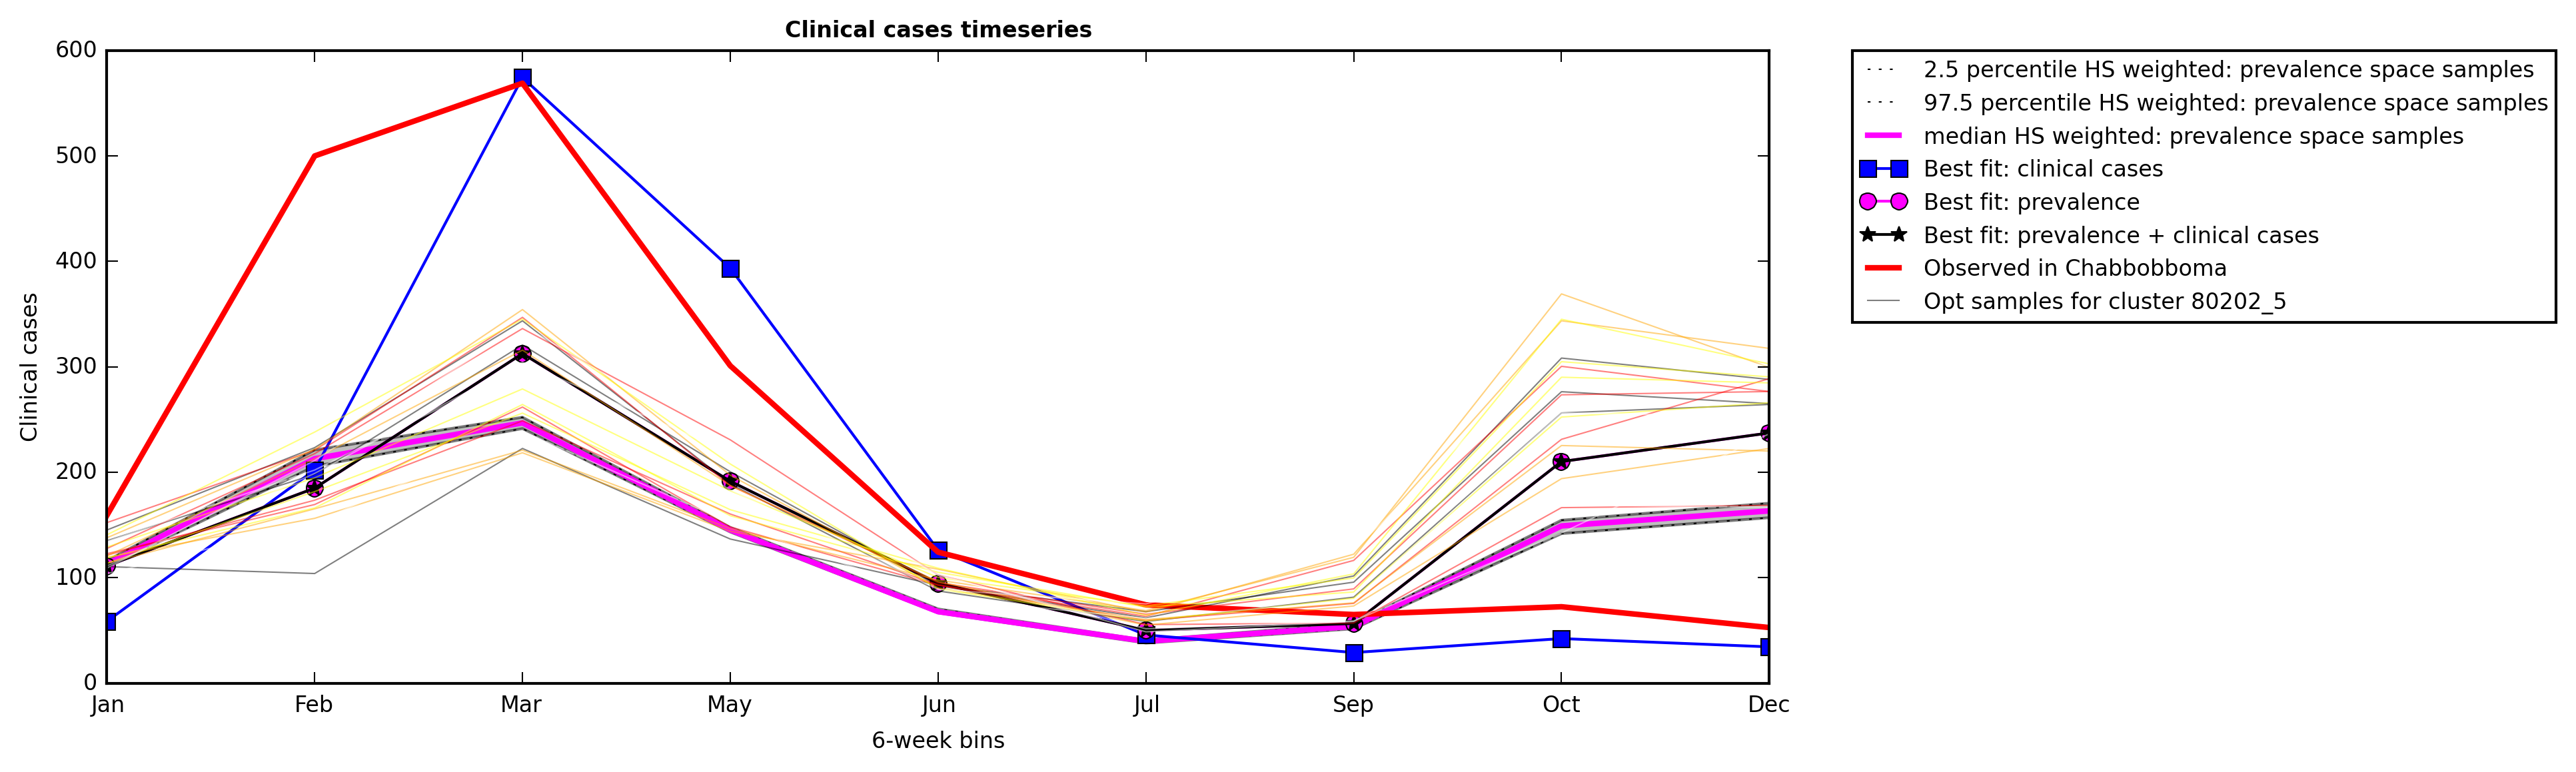 Clinical cases timeseries
600
500
400
300
200
100
0
Clinical cases
Jan Feb Mar May Jun Jul Sep Oct Dec
6-week bins
2.5 percentile HS weighted: prevalence space samples
97.5 percentile HS weighted: prevalence space samples
median HS weighted: prevalence space samples
Best fit: clinical cases
Best fit: prevalence
Best fit: prevalence + clinical cases
Observed in Chabbobboma
Opt samples for cluster 80202_5